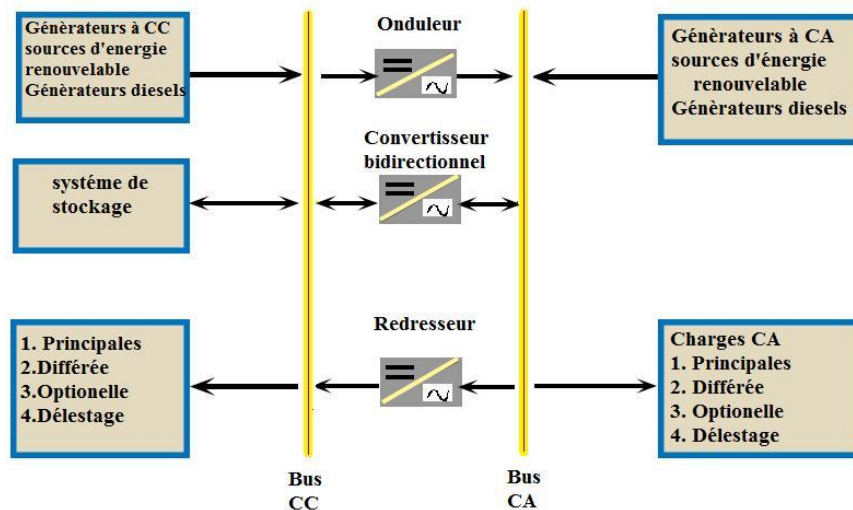 Génèrateurs à CC
sources d'energie
renouvelable
Génèrateurs diesels
Onduleur
Génèrateurs à CA
sources d'énergie
renouvelable
Génèrateurs diesels
systéme de
stockage
Convertisseur
bidirectionnel
1. Principales
2.Différée
3.Optionelle
4.Délestage
Redresseur
Charges CA
1. Principales
2. Différée
3. Optionelle
4. Délestage
Bus
CC
Bus
CA